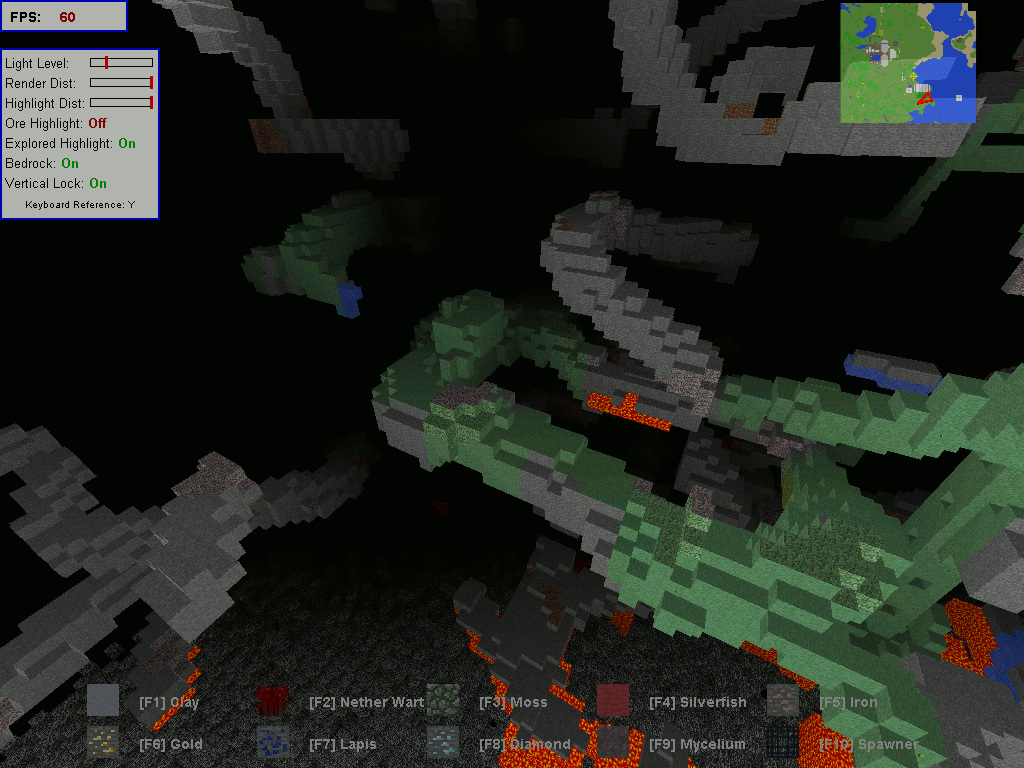 FPS: 60
Light Level:
Render Dist:
Highlight Dist:
Ore Highlight: Off
Explored Highlight: On
Bedrock: On
Vertical Lock: On
Keyboard Reference: Y
[F1] Clay [F2] Nether Wart [F3] Moss [F4] Silverfish [F5] Iron
[F6] Gold [F7] Lapis [F8] Diamond [F9] Mycelium [F10] Spawner